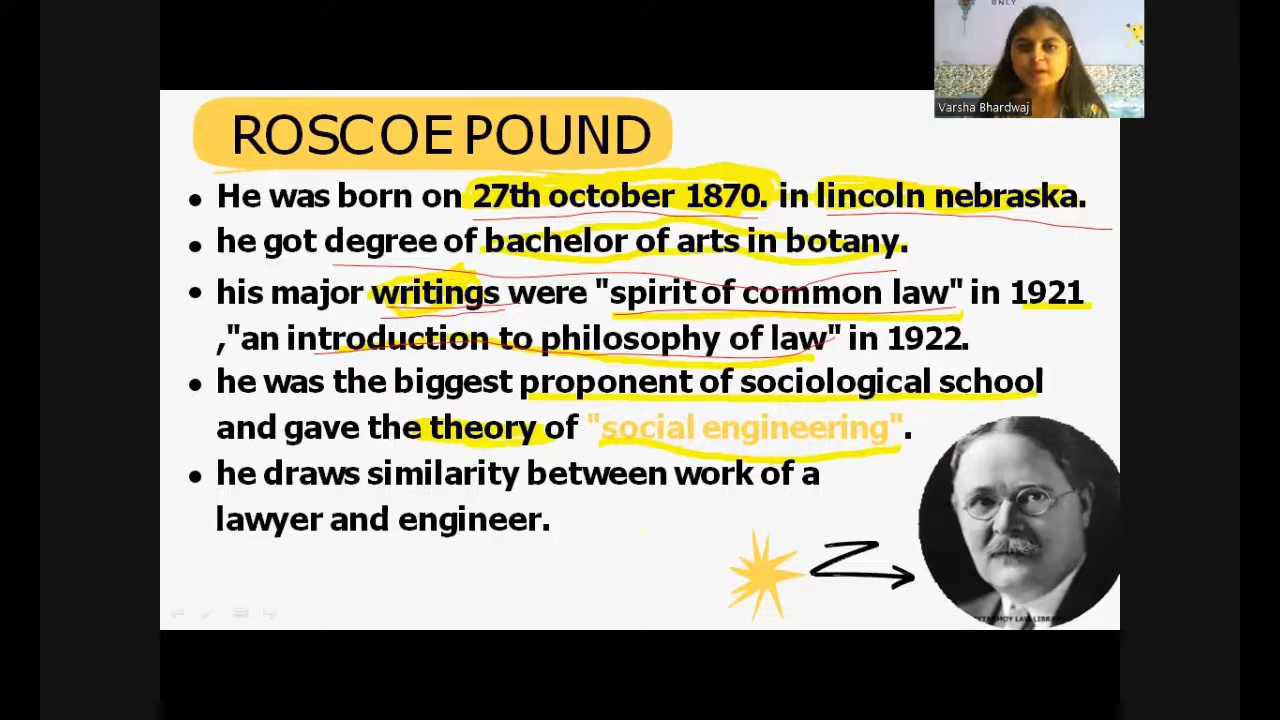 ONLY
Varsha Bhardwaj
ROSCOE POUND
• He was born on 27th october 1870. in lincoln nebraska.
• he got degree of bachelor of arts in botany.
• his major writings were "spirit of common law" in 1921
,"an introduction to philosophy of law" in 1922.
• he was the biggest proponent of sociological school
and gave the theory of "social engineering".
• he draws similarity between work of a
lawyer and engineer.